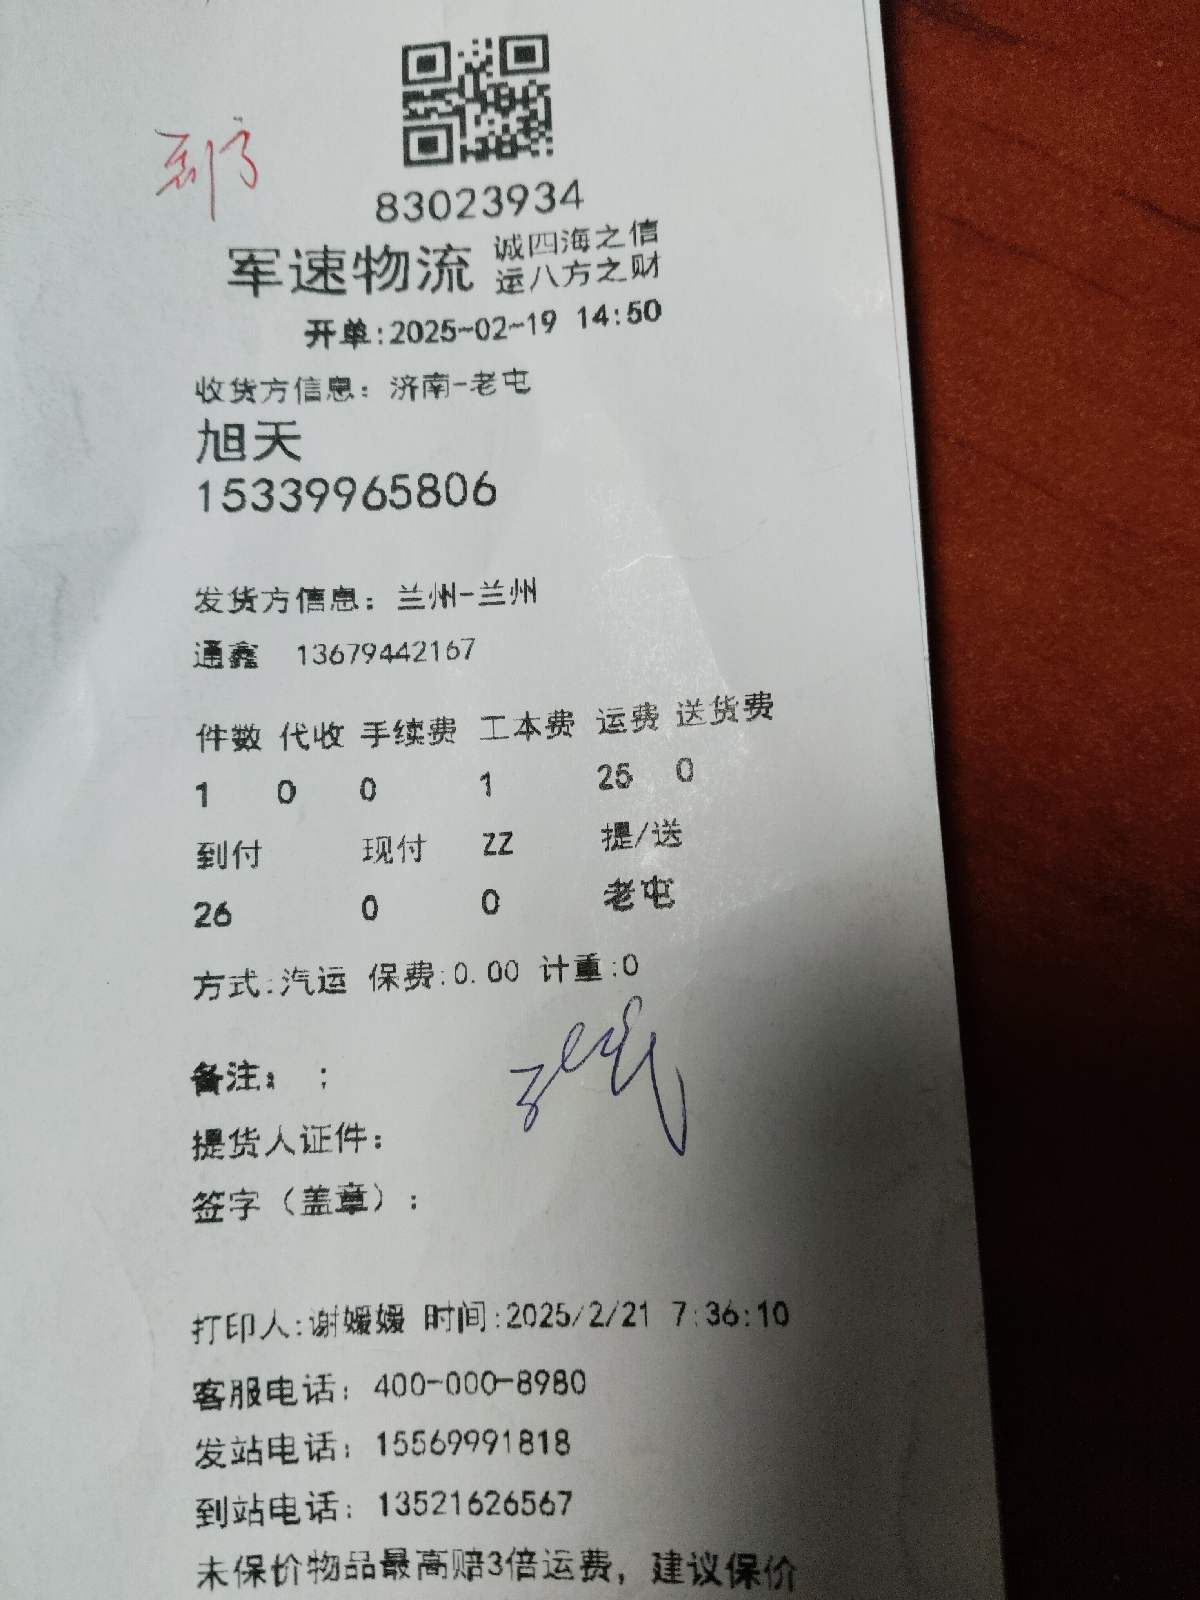 83023934
军速物流 诚四海之信
运八方之财
开单:2025-02-19 14:50
收货方信息：济南-老屯
旭天
15339965806
发货方信息：兰州-兰州
通鑫 13679442167
件数 代收 手续费 工本费 运费 送货费
1 0 0 1 25 0
到付 现付 ZZ 提/送
26 0 0 老屯
方式:汽运 保费:0.00 计重:0
备注： ；
提货人证件：
签字（盖章）：
打印人:谢媛媛 时间:2025/2/21 7:36:10
客服电话：400-000-8980
发站电话：15569991818
到站电话：13521626567
未保价物品最高赔3倍运费，建议保价